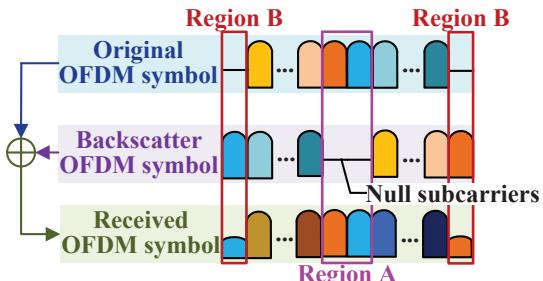 Region B
Region B
Original
OFDM symbol
...
...
Backscatter
OFDM symbol
...
...
Null subcarriers
Received
OFDM symbol
...
...
Region A